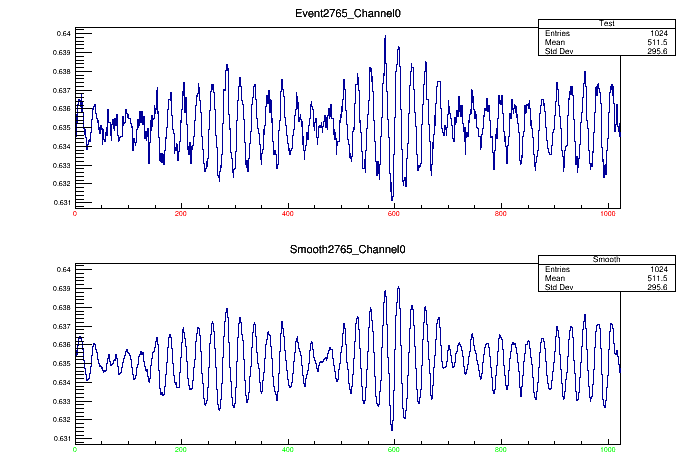 Event2765_Channel0
Test
Entries 1024
Mean 511.5
Std Dev 295.6
0.64
0.639
0.638
0.637
0.636
0.635
0.634
0.633
0.632
0.631
0 200 400 600 800 1000
Smooth2765_Channel0
Smooth
Entries 1024
Mean 511.5
Std Dev 295.6
0.64
0.639
0.638
0.637
0.636
0.635
0.634
0.633
0.632
0.631
0 200 400 600 800 1000